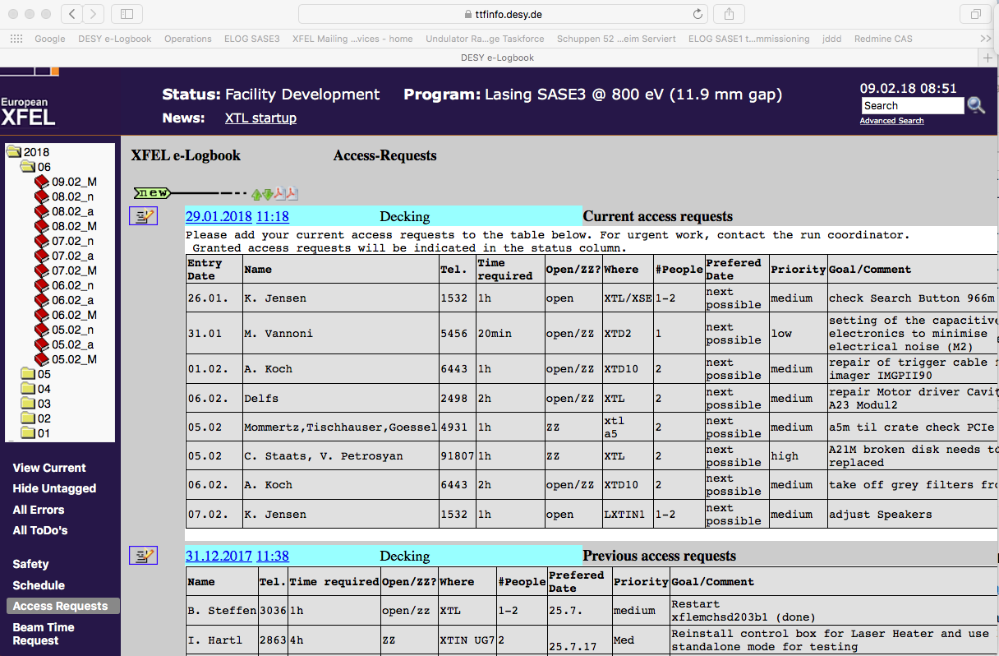 ttfinfo.desy.de
Google DESY e-Logbook Operations ELOG SASE3 XFEL Mailing ...vices - home Undulator Ra...ge Taskforce Schuppen 52 ...eim Serviert ELOG SASE1 t...mmissioning jddd Redmine CAS
DESY e-Logbook
European
XFEL
Status: Facility Development Program: Lasing SASE3 @ 800 eV (11.9 mm gap)
News: XTL startup
09.02.18 08:51
Search
Advanced Search
2018
06
09.02_M
08.02_n
08.02_a
08.02_M
07.02_n
07.02_a
07.02_M
06.02_n
06.02_a
06.02_M
05.02_n
05.02_a
05.02_M
05
04
03
02
01
View Current
Hide Untagged
All Errors
All ToDo's
Safety
Schedule
Access Requests
Beam Time
Request
XFEL e-Logbook Access-Requests
new
29.01.2018 11:18 Decking Current access requests
Please add your current access requests to the table below. For urgent work, contact the run coordinator.
Granted access requests will be indicated in the status column.
Entry Date Name Tel. Time required Open/ZZ? Where #People Prefered Date Priority Goal/Comment
26.01. K. Jensen 1532 1h open XTL/XSE 1-2 next possible medium check Search Button 966m
31.01 M. Vannoni 5456 20min open/ZZ XTD2 1 next possible low setting of the capacitive electronics to minimise electrical noise (M2)
01.02. A. Koch 6443 1h open/ZZ XTD10 2 next possible medium repair of trigger cable imager IMGPII90
06.02. Delfs 2498 2h open/ZZ XTL 2 next possible medium repair Motor driver Cavit A23 Modul2
05.02 Mommertz,Tischhauser,Goessel 4931 1h ZZ xtl a5 2 next possible medium a5m til crate check PCIe
05.02 C. Staats, V. Petrosyan 91807 1h ZZ XTL 2 next possible high A21M broken disk needs to replaced
06.02. A. Koch 6443 2h open/ZZ XTD10 2 next possible medium take off grey filters fro
07.02. K. Jensen 1532 1h open LXTIN1 1-2 next possible medium adjust Speakers
31.12.2017 11:38 Decking Previous access requests
Name Tel. Time required Open/ZZ? Where #People Prefered Date Priority Goal/Comment
B. Steffen 3036 1h open/zz XTL 1-2 25.7. medium Restart xflemchsd203b1 (done)
I. Hartl 2863 4h ZZ XTIN UG7 2 25.7.17 Med Reinstall control box for Laser Heater and use standalone mode for testing